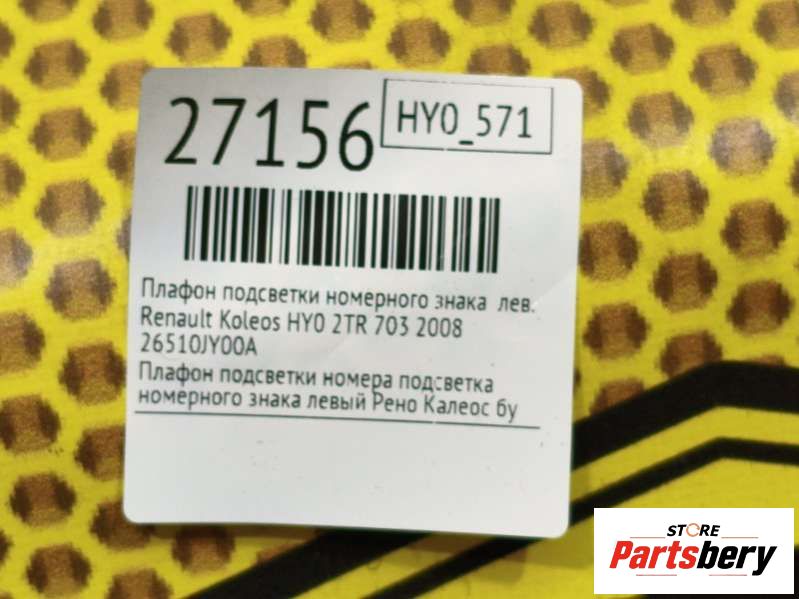 27156
HY0_571
Плафон подсветки номерного знака лев.
Renault Koleos HY0 2TR 703 2008
26510JY00A
Плафон подсветки номера подсветка
номерного знака левый Рено Калеос бу
STORE
Partsbery